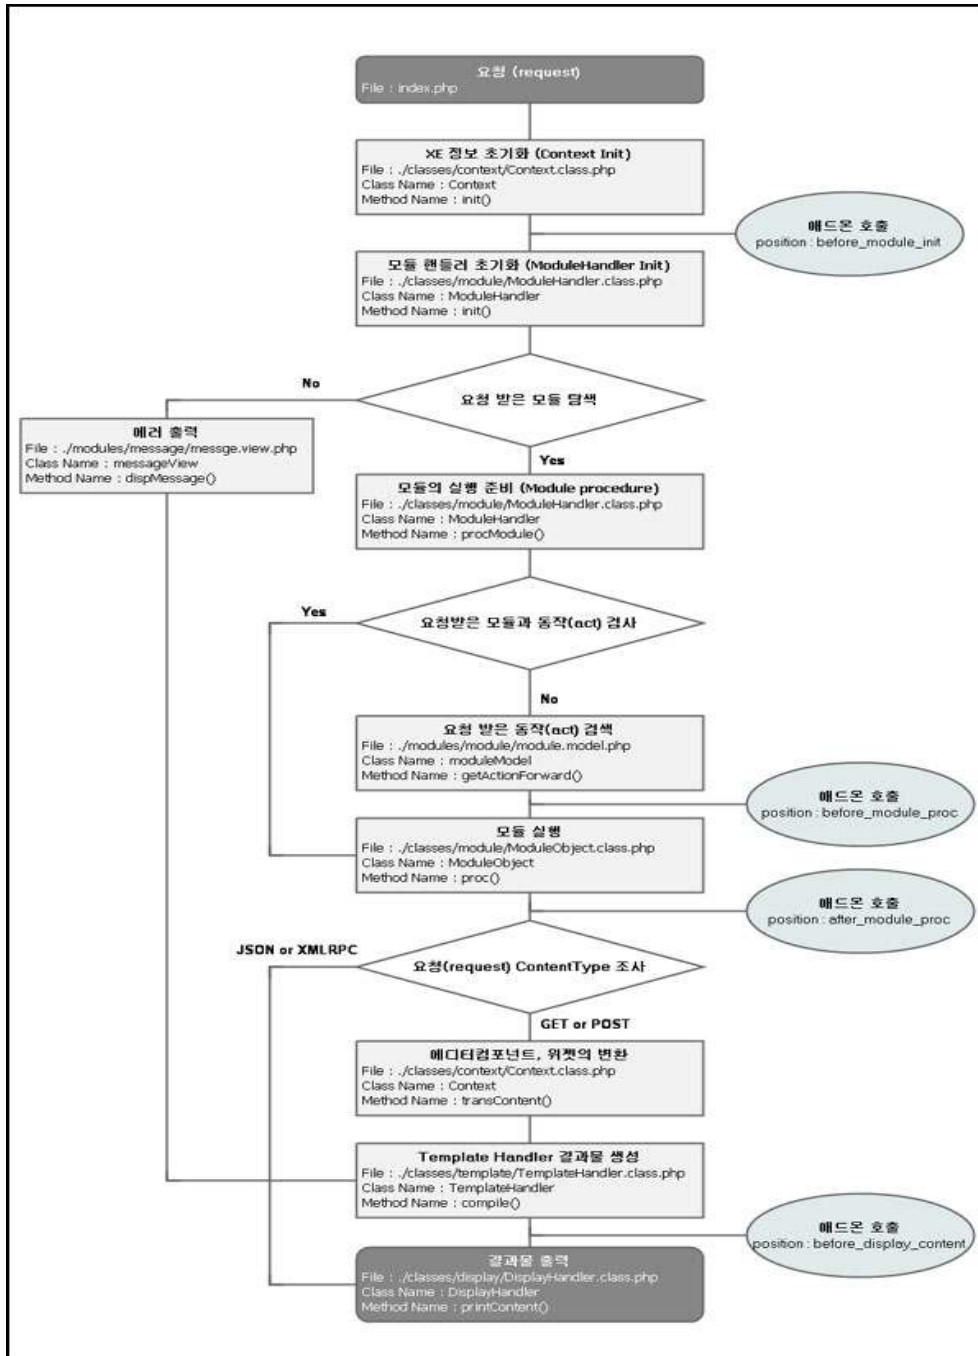 요청 (request)
File : index.php
XE 정보 초기화 (Context Init)
File : ./classes/context/Context.class.php
Class Name : Context
Method Name : init()
애드온 호출
position : before_module_init
모듈 핸들러 초기화 (ModuleHandler Init)
File : ./classes/module/ModuleHandler.class.php
Class Name : ModuleHandler
Method Name : init()
No
요청 받은 모듈 탐색
에러 출력
File : ./modules/message/messge.view.php
Class Name : messageView
Method Name : dispMessage()
Yes
모듈의 실행 준비 (Module procedure)
File : ./classes/module/ModuleHandler.class.php
Class Name : ModuleHandler
Method Name : procModule()
Yes
요청받은 모듈과 동작(act) 검사
No
요청 받은 동작(act) 검색
File : ./modules/module/module.model.php
Class Name : moduleModel
Method Name : getActionForward()
애드온 호출
position : before_module_proc
모듈 실행
File : ./classes/module/ModuleObject.class.php
Class Name : ModuleObject
Method Name : proc()
애드온 호출
position : after_module_proc
JSON or XMLRPC
요청(request) ContentType 조사
GET or POST
에디터컴포넌트, 위젯의 변환
File : ./classes/context/Context.class.php
Class Name : Context
Method Name : transContent()
Template Handler 결과물 생성
File : ./classes/template/TemplateHandler.class.php
Class Name : TemplateHandler
Method Name : compile()
애드온 호출
position : before_display_content
결과물 출력
File : ./classes/display/DisplayHandler.class.php
Class Name : DisplayHandler
Method Name : printContent()